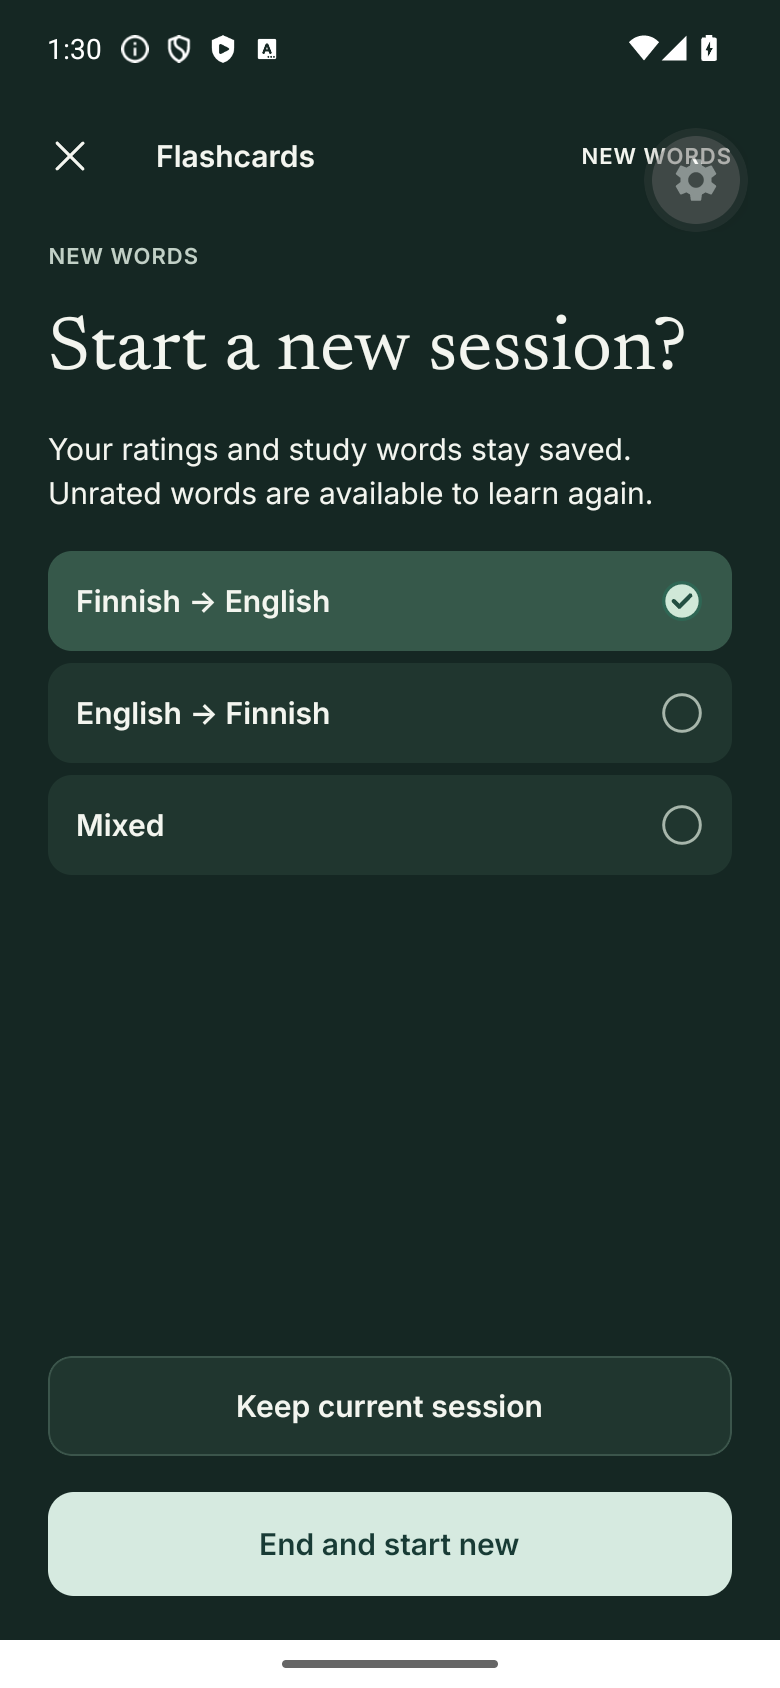 1:30
Flashcards
NEW WORDS
NEW WORDS
Start a new session?
Your ratings and study words stay saved.
Unrated words are available to learn again.
Finnish → English
English → Finnish
Mixed
Keep current session
End and start new